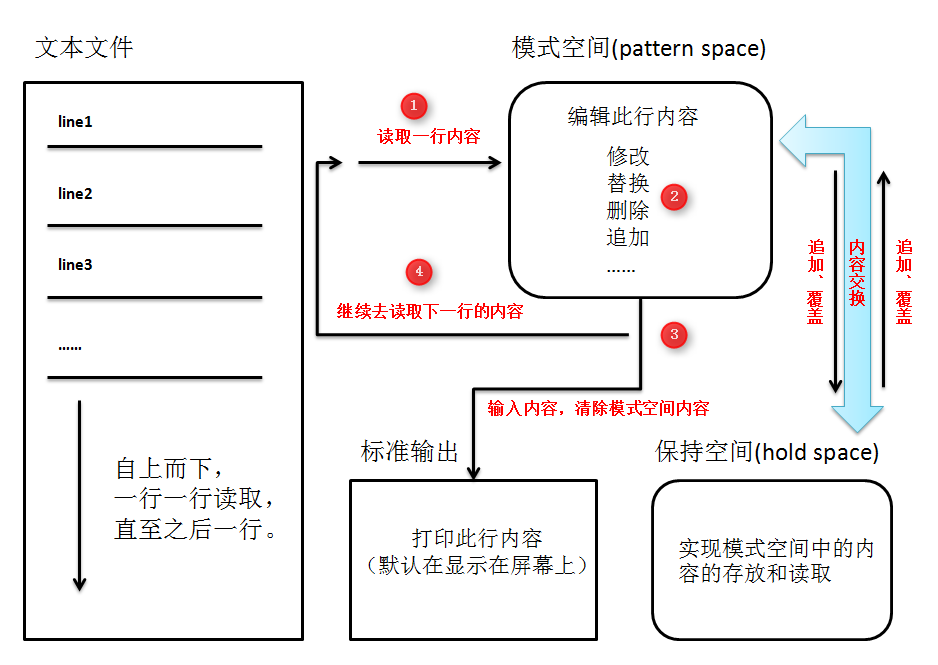 文本文件
line1
line2
line3
......
自上而下，
一行一行读取，
直至之后一行。
1
读取一行内容
模式空间(pattern space)
编辑此行内容
修改
替换
删除
追加
......
2
4
继续去读取下一行的内容
3
输入内容，清除模式空间内容
标准输出
打印此行内容
（默认在显示在屏幕上）
追加、覆盖
内容交换
追加、覆盖
保持空间(hold space)
实现模式空间中的内
容的存放和读取